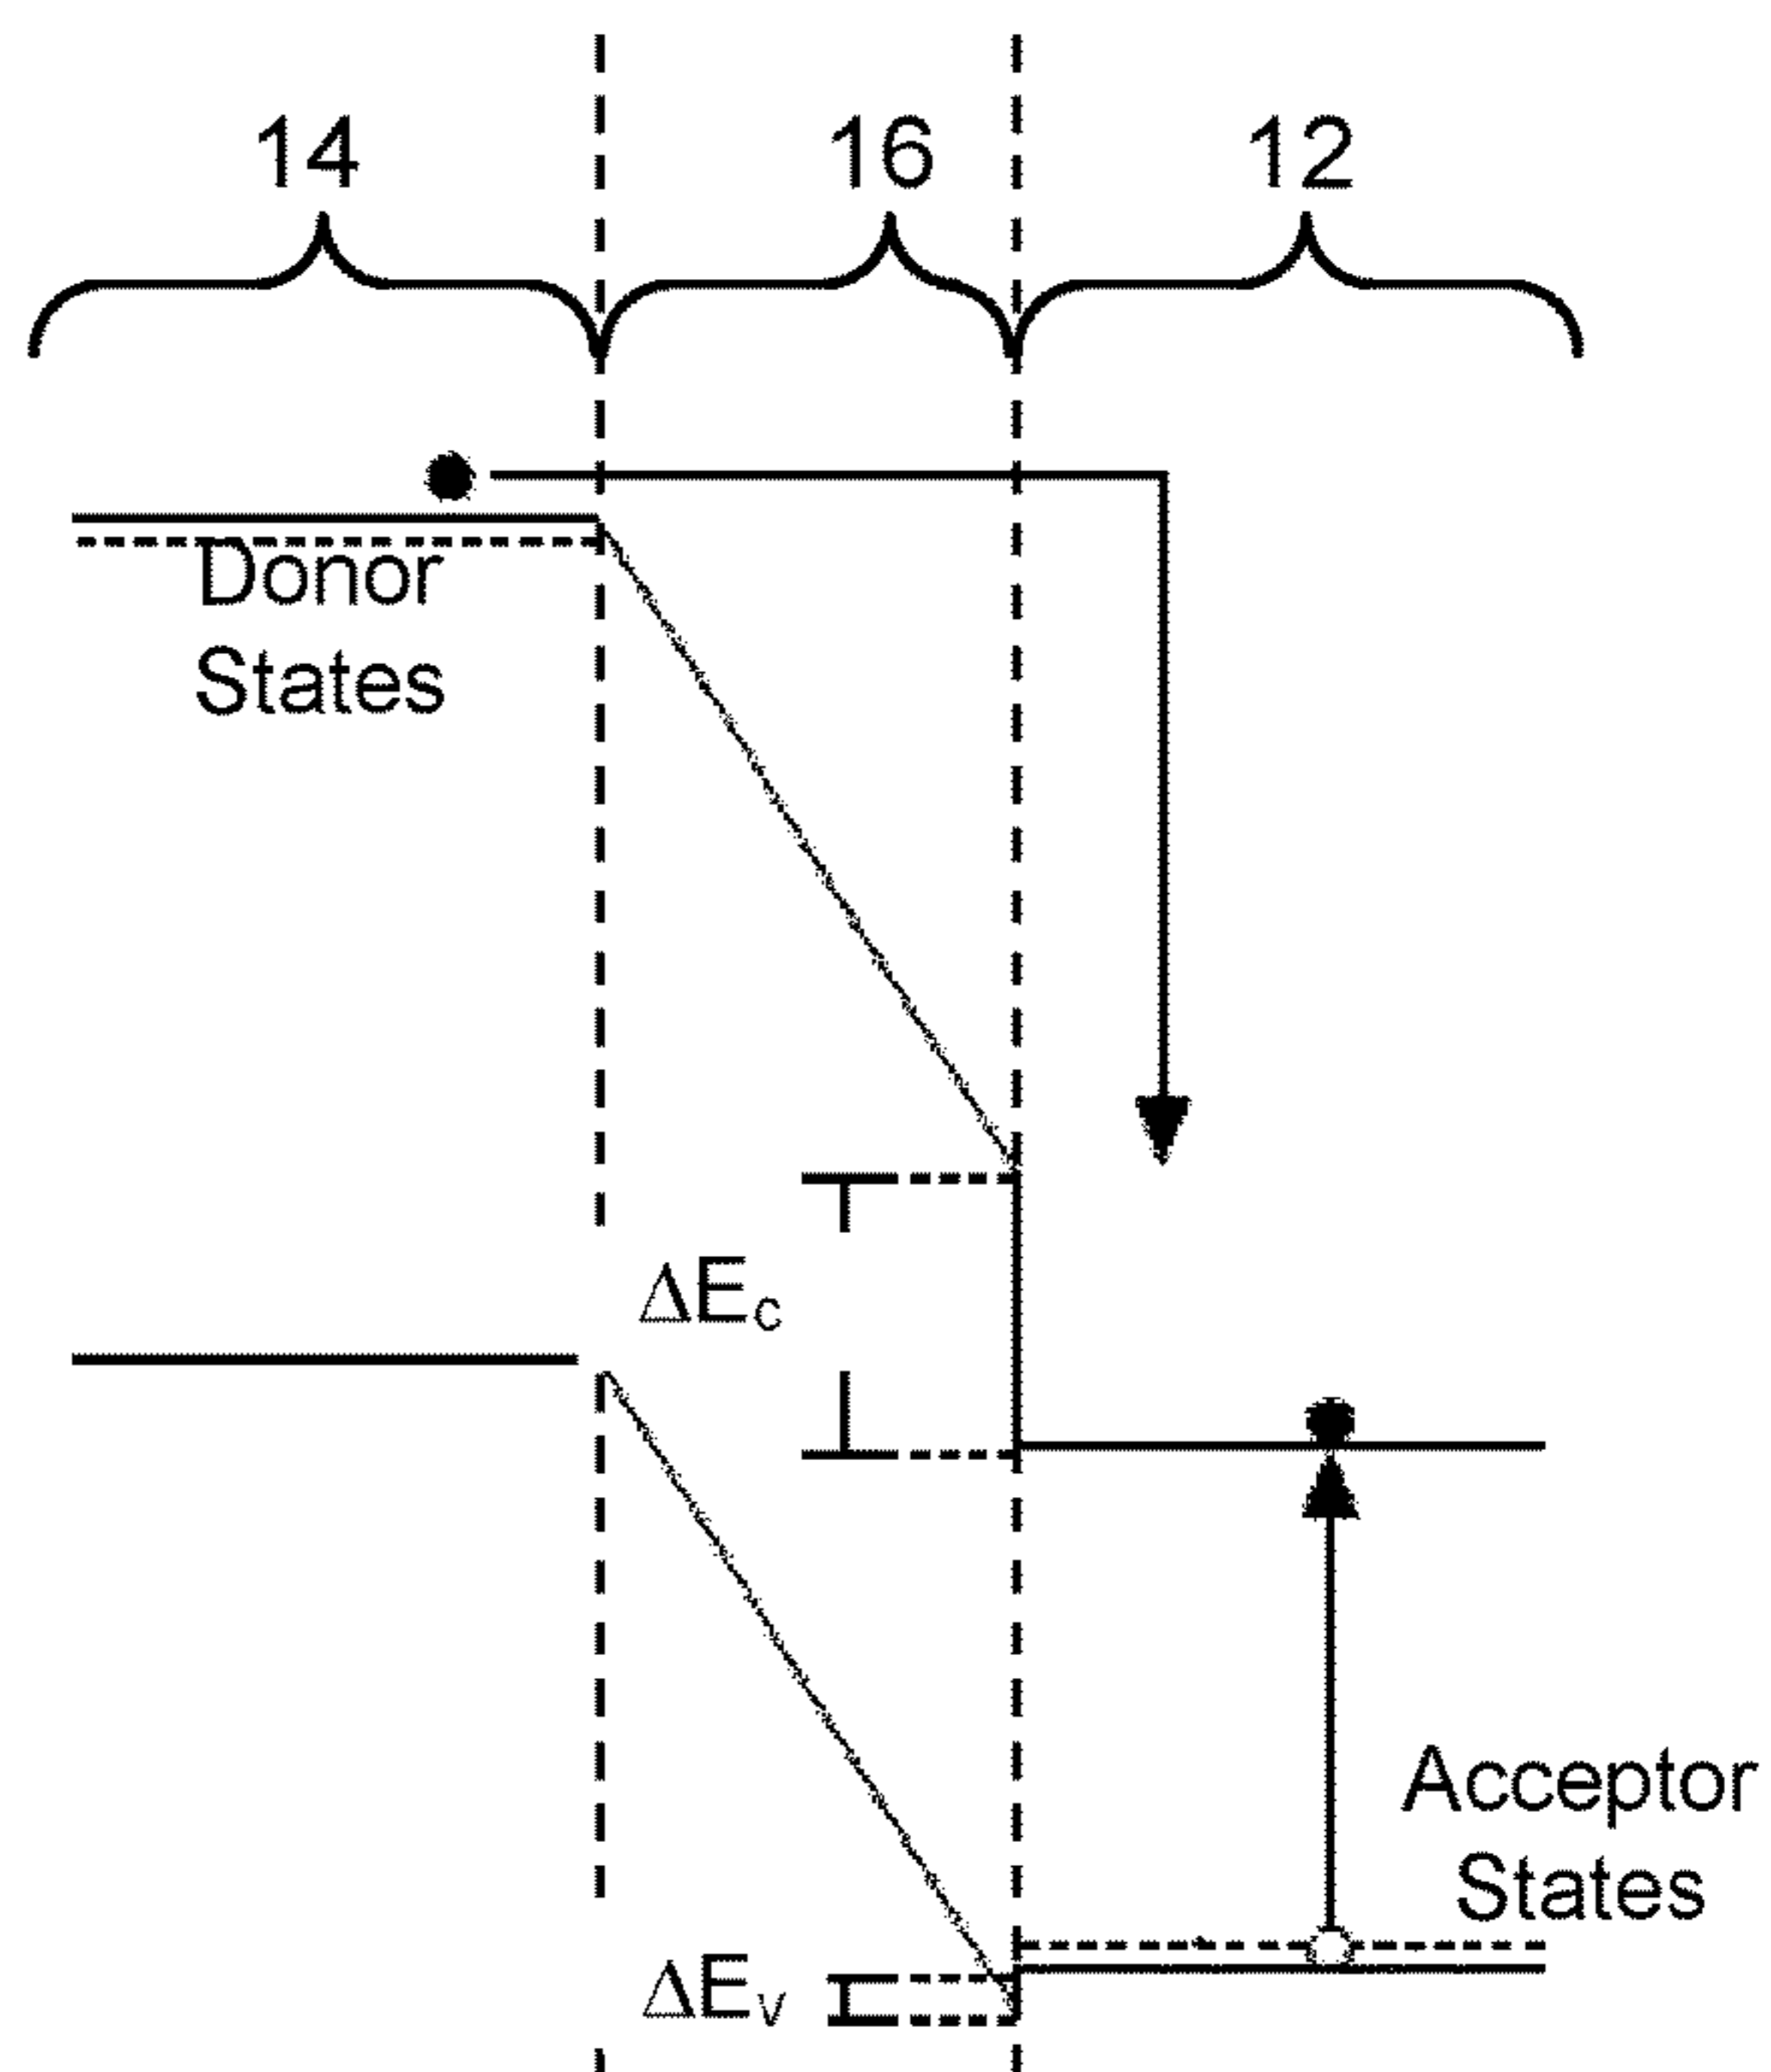 14
16
12
Donor
States
ΔEc
Acceptor
States
ΔEv